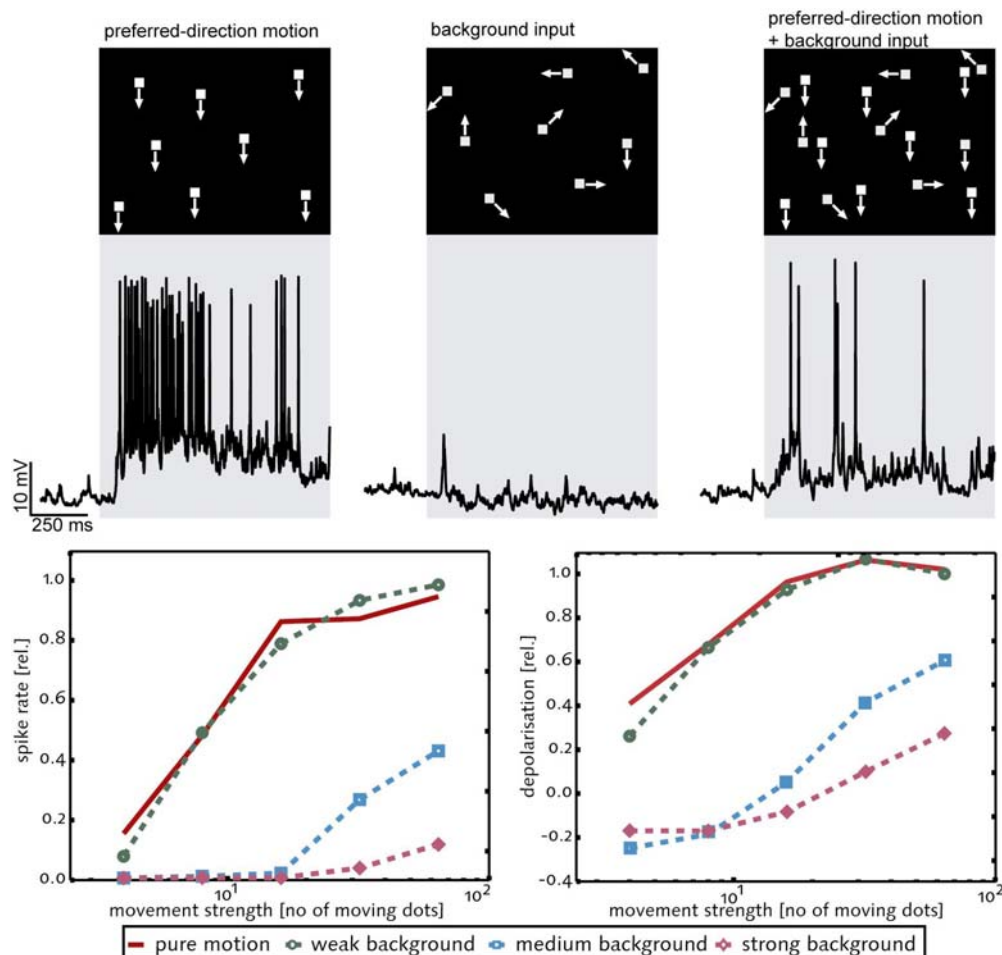 preferred-direction motion
background input
preferred-direction motion
+ background input
10 mV
250 ms
spike rate [rel.]
1.0
0.8
0.6
0.4
0.2
0.0
10¹
10²
movement strength [no of moving dots]
depolarisation [rel.]
1.0
0.8
0.6
0.4
0.2
0.0
-0.2
-0.4
10¹
10²
movement strength [no of moving dots]
pure motion
weak background
medium background
strong background